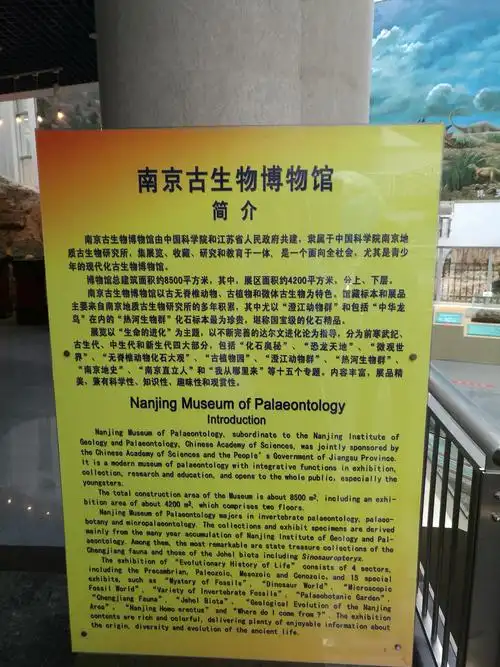 南京古生物博物馆
简介
南京古生物博物馆由中国科学院和江苏省人民政府共建，隶属于中国科学院南京地
质古生物研究所，集展览、收藏、研究和教育于一体，是一个面向全社会，尤其是青少
年的现代化古生物博物馆。
博物馆总建筑面积约8500平方米，其中，展区面积约4200平方米，分上、下层。
南京古生物博物馆以古无脊椎动物、古植物和微体古生物为特色。馆藏标本和展品
主要来自南京地质古生物研究所的多年积累，其中尤以“澄江动物群”和包括“中华龙
鸟”在内的“热河生物群”化石标本最为珍贵，堪称国宝级的化石精品。
展览以“生命的进化”为主题，以不断完善的达尔文进化论为指导，分为前寒武纪、
古生代、中生代和新生代四大部分，包括“化石奥秘”、“恐龙天地”、“微观世
界”、“无脊椎动物化石大观”、“古植物园”、“澄江动物群”、“热河生物群”、
“南京地史”、“南京直立人”和“我从哪里来”等十五个专题，内容丰富，展品精
美，兼有科学性、知识性、趣味性和观赏性。
Nanjing Museum of Palaeontology
Introduction
Nanjing Museum of Palaeontology, subordinate to the Nanjing Institute of
Geology and Palaeontology, Chinese Academy of Sciences, was jointly sponsored by
the Chinese Academy of Sciences and the People's Government of Jiangsu Province.
It is a modern museum of palaeontology with integrative functions in exhibition,
collection, research and education, and opens to the whole public, especially the
youngsters.
The total construction area of the Museum is about 8500 m², including an exhi-
bition area of about 4200 m², which comprises two floors.
Nanjing Museum of Palaeontology majors in invertebrate palaeontology, palaeo-
botany and micropalaeontology. The collections and exhibit specimens are derived
mainly from the many year accumulation of Nanjing Institute of Geology and Pal-
aeontology. Among them, the most remarkable are state treasure collections of the
Chengjiang fauna and those of the Jehol biota including Sinosauropteryx.
The exhibition of "Evolutionary History of Life" consists of 4 sectors,
including the Precambrian, Paleozoic, Mesozoic and Cenozoic, and 15 special
exhibits, such as "Mystery of Fossils", "Dinosaur World", "Microscopic
Fossil World", "Variety of Invertebrate Fossils", "Palaeobotanic Garden",
"Chengjiang Fauna", "Jehol Biota", "Geological Evolution of the Nanjing
Area", "Nanjing Homo erectus" and "Where do I come from?". The exhibition
contents are rich and colorful, delivering plenty of enjoyable information about
the origin, diversity and evolution of the ancient life.